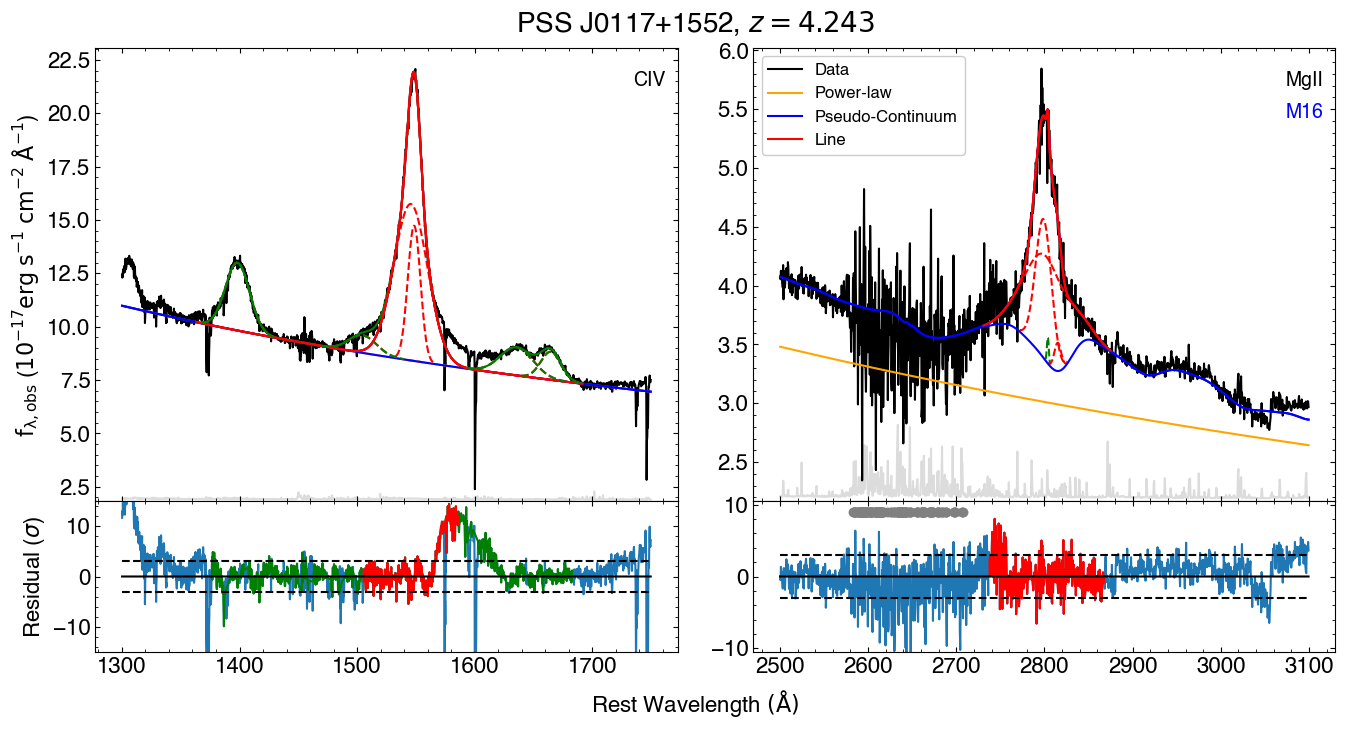 PSS J0117+1552, z = 4.243
CIV
22.5
20.0
17.5
15.0
12.5
10.0
7.5
5.0
2.5
fλ,obs (10⁻¹⁷erg s⁻¹ cm⁻² Å⁻¹)
Data
Power-law
Pseudo-Continuum
Line
MgII
M16
6.0
5.5
5.0
4.5
4.0
3.5
3.0
2.5
10
0
−10
Residual (σ)
10
0
−10
1300 1400 1500 1600 1700
2500 2600 2700 2800 2900 3000 3100
Rest Wavelength (Å)